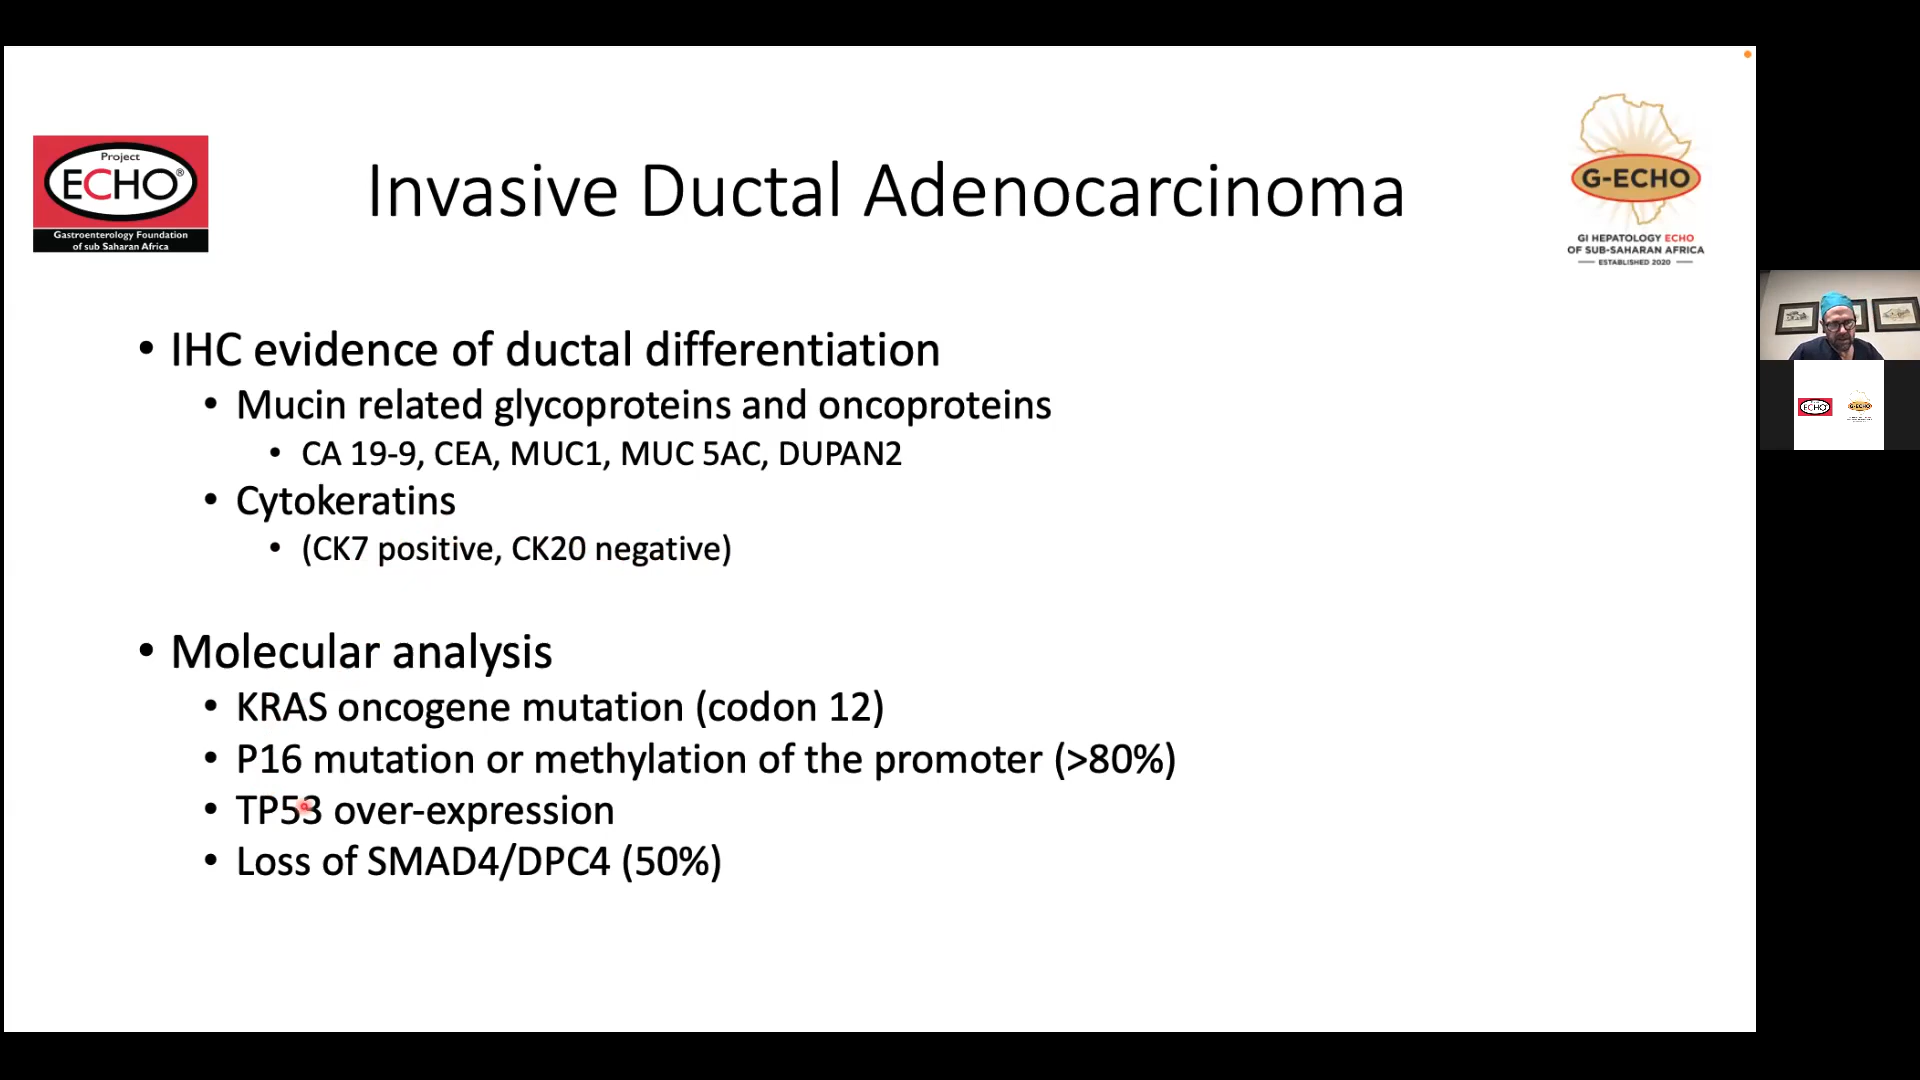 Project
ECHO®
Gastroenterology Foundation
of sub Saharan Africa
Invasive Ductal Adenocarcinoma
G-ECHO
GI HEPATOLOGY ECHO
OF SUB-SAHARAN AFRICA
ESTABLISHED 2020
• IHC evidence of ductal differentiation
• Mucin related glycoproteins and oncoproteins
• CA 19-9, CEA, MUC1, MUC 5AC, DUPAN2
• Cytokeratins
• (CK7 positive, CK20 negative)
• Molecular analysis
• KRAS oncogene mutation (codon 12)
• P16 mutation or methylation of the promoter (>80%)
• TP53 over-expression
• Loss of SMAD4/DPC4 (50%)
ECHO
G-ECHO